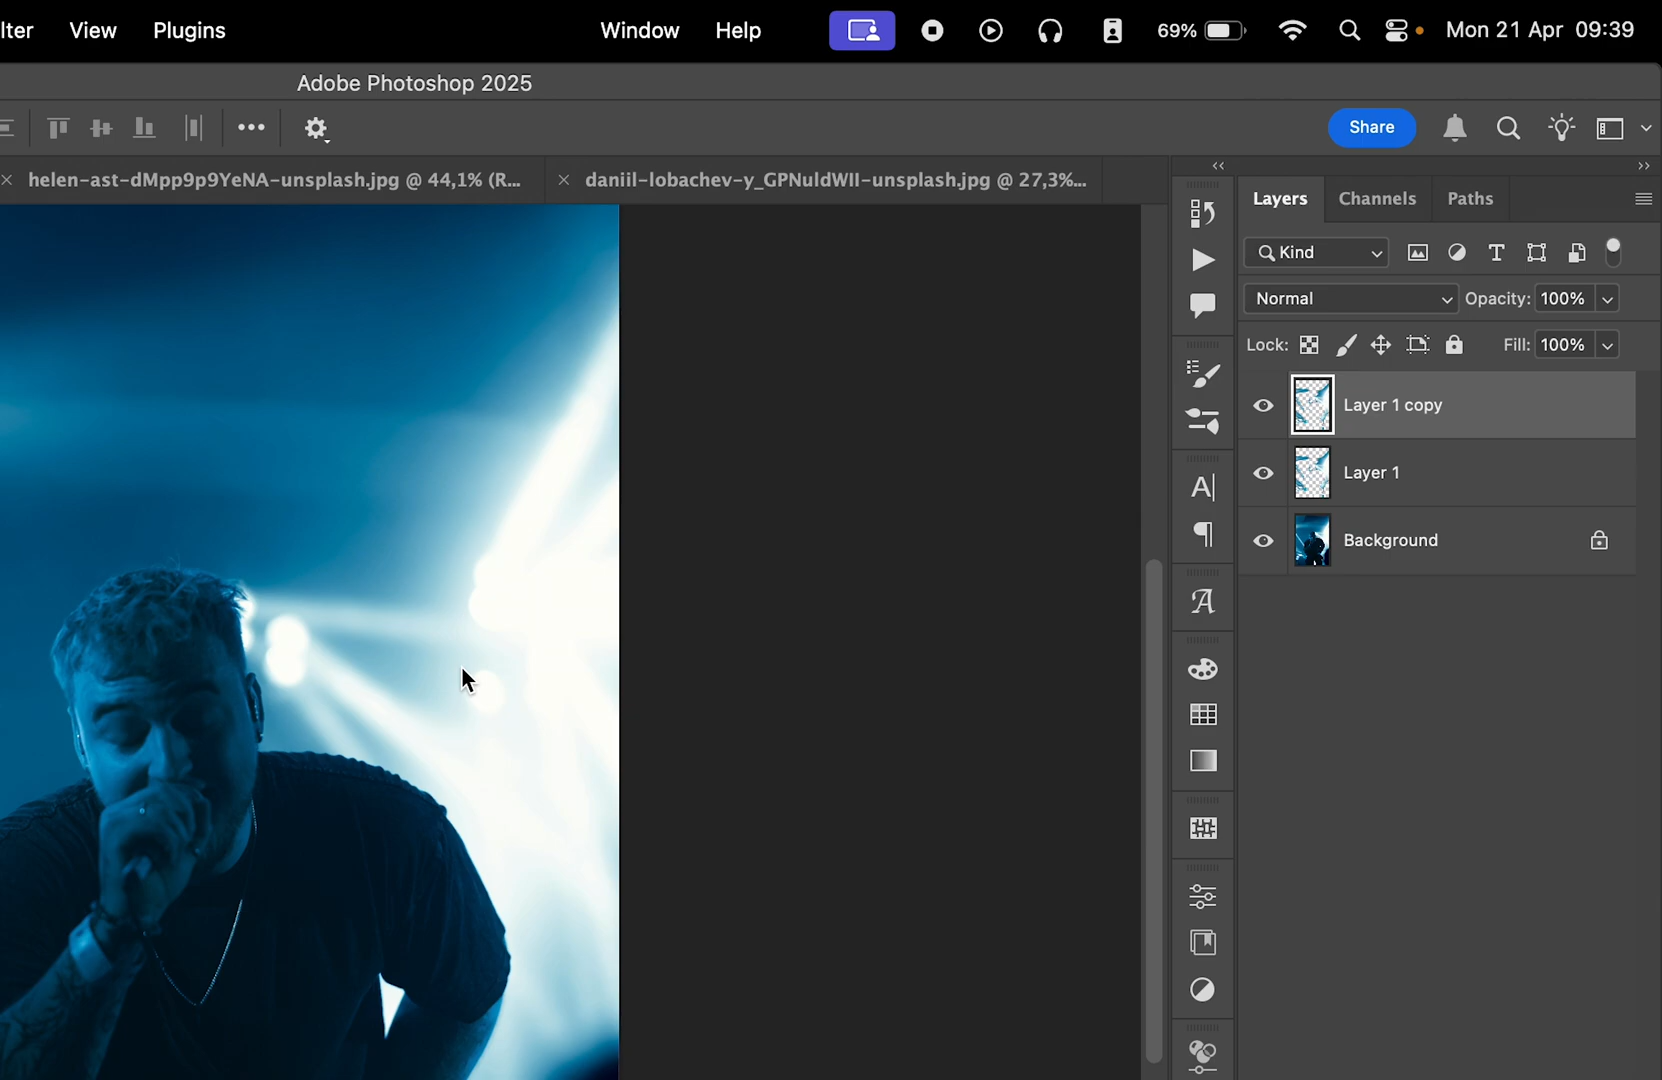 lter View Plugins Window Help 69% Mon 21 Apr 09:39
Adobe Photoshop 2025
Share
helen-ast-dMpp9p9YeNA-unsplash.jpg @ 44,1% (R...
daniil-lobachev-y_GPNuldWII-unsplash.jpg @ 27,3%...
Layers Channels Paths
Kind
Normal Opacity: 100%
Lock: Fill: 100%
Layer 1 copy
Layer 1
Background